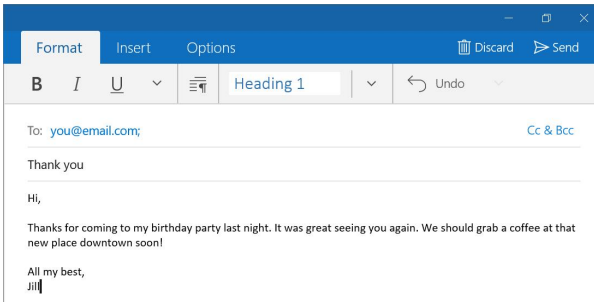 Format Insert Options Discard Send
B I U Heading 1 Undo
To: you@email.com; Cc & Bcc
Thank you
Hi,
Thanks for coming to my birthday party last night. It was great seeing you again. We should grab a coffee at that
new place downtown soon!
All my best,
Jill